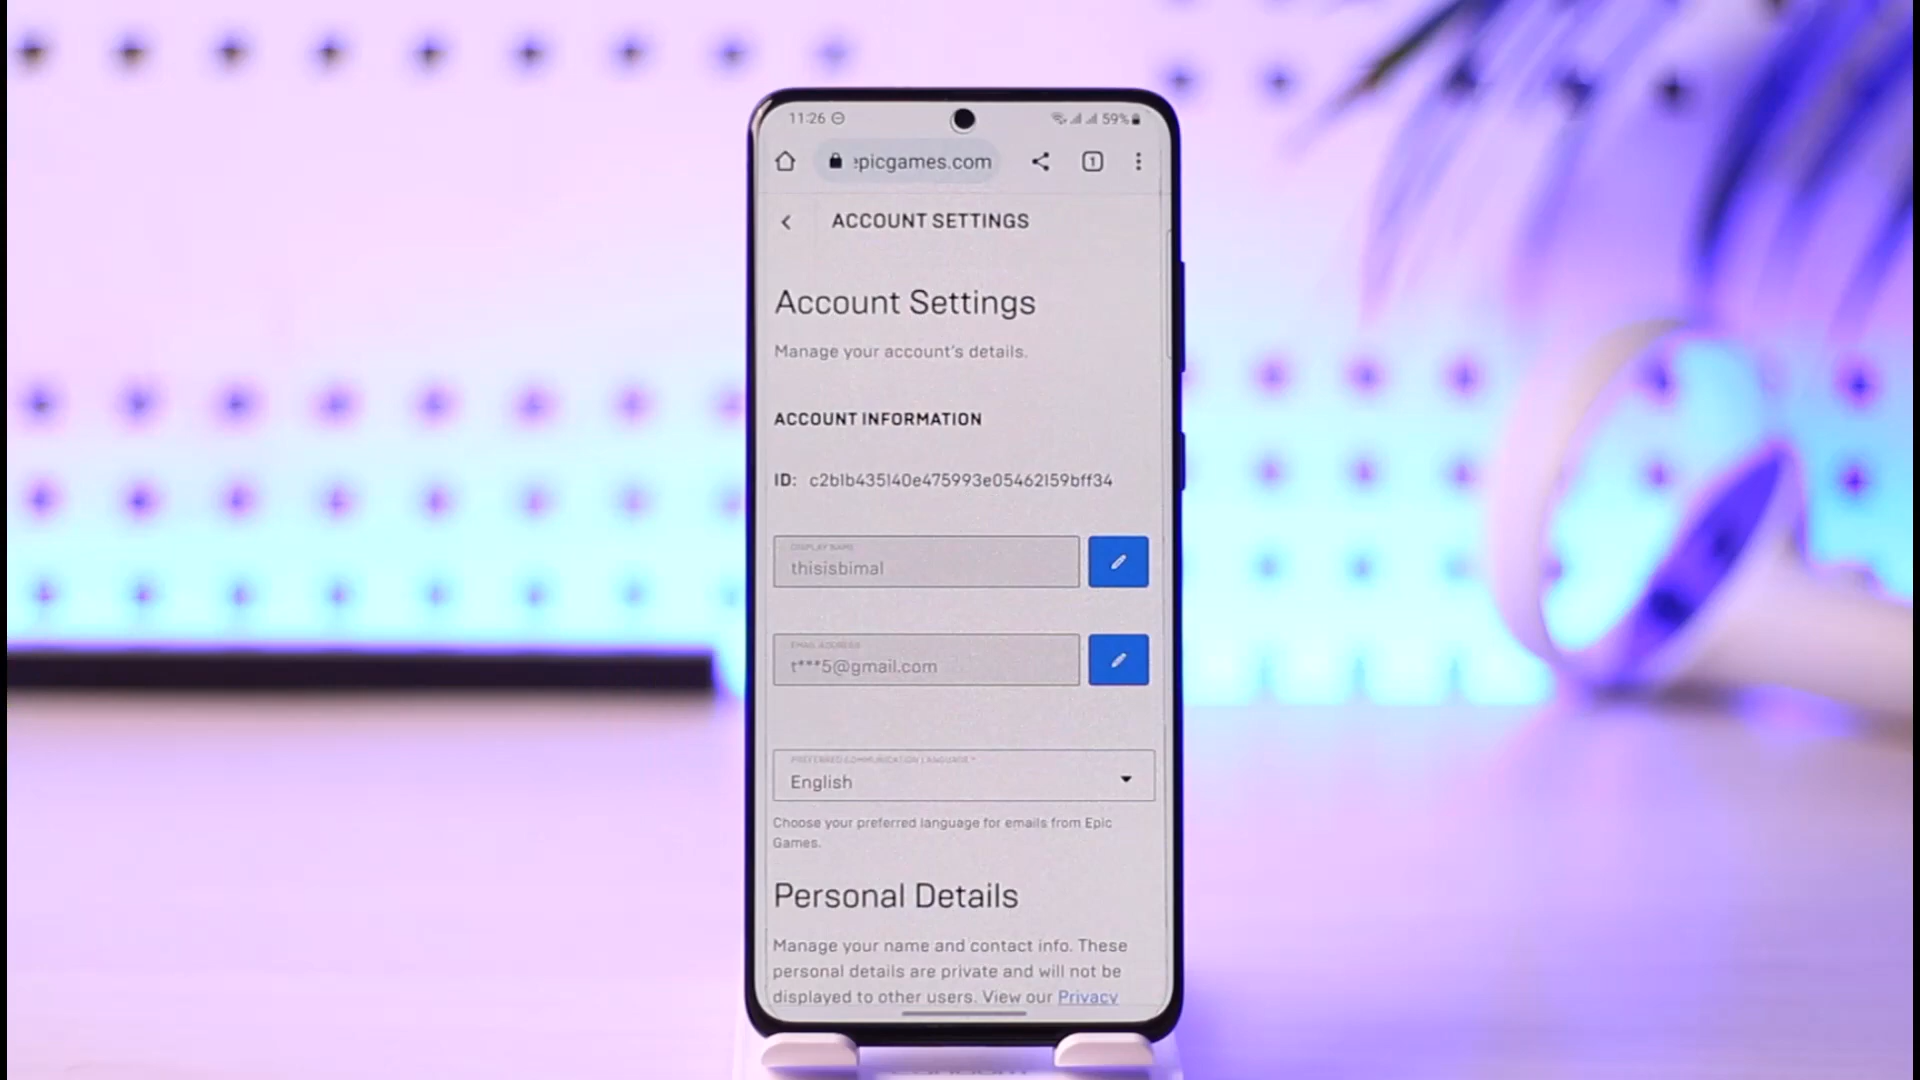 11:26
59%
epicgames.com
1
ACCOUNT SETTINGS
Account Settings
Manage your account's details.
ACCOUNT INFORMATION
ID: c2b1b435140e475993e05462159bff34
DISPLAY NAME
thisisbimal
EMAIL ADDRESS
t***5@gmail.com
PREFERRED COMMUNICATION LANGUAGE *
English
Choose your preferred language for emails from Epic
Games.
Personal Details
Manage your name and contact info. These
personal details are private and will not be
displayed to other users. View our Privacy